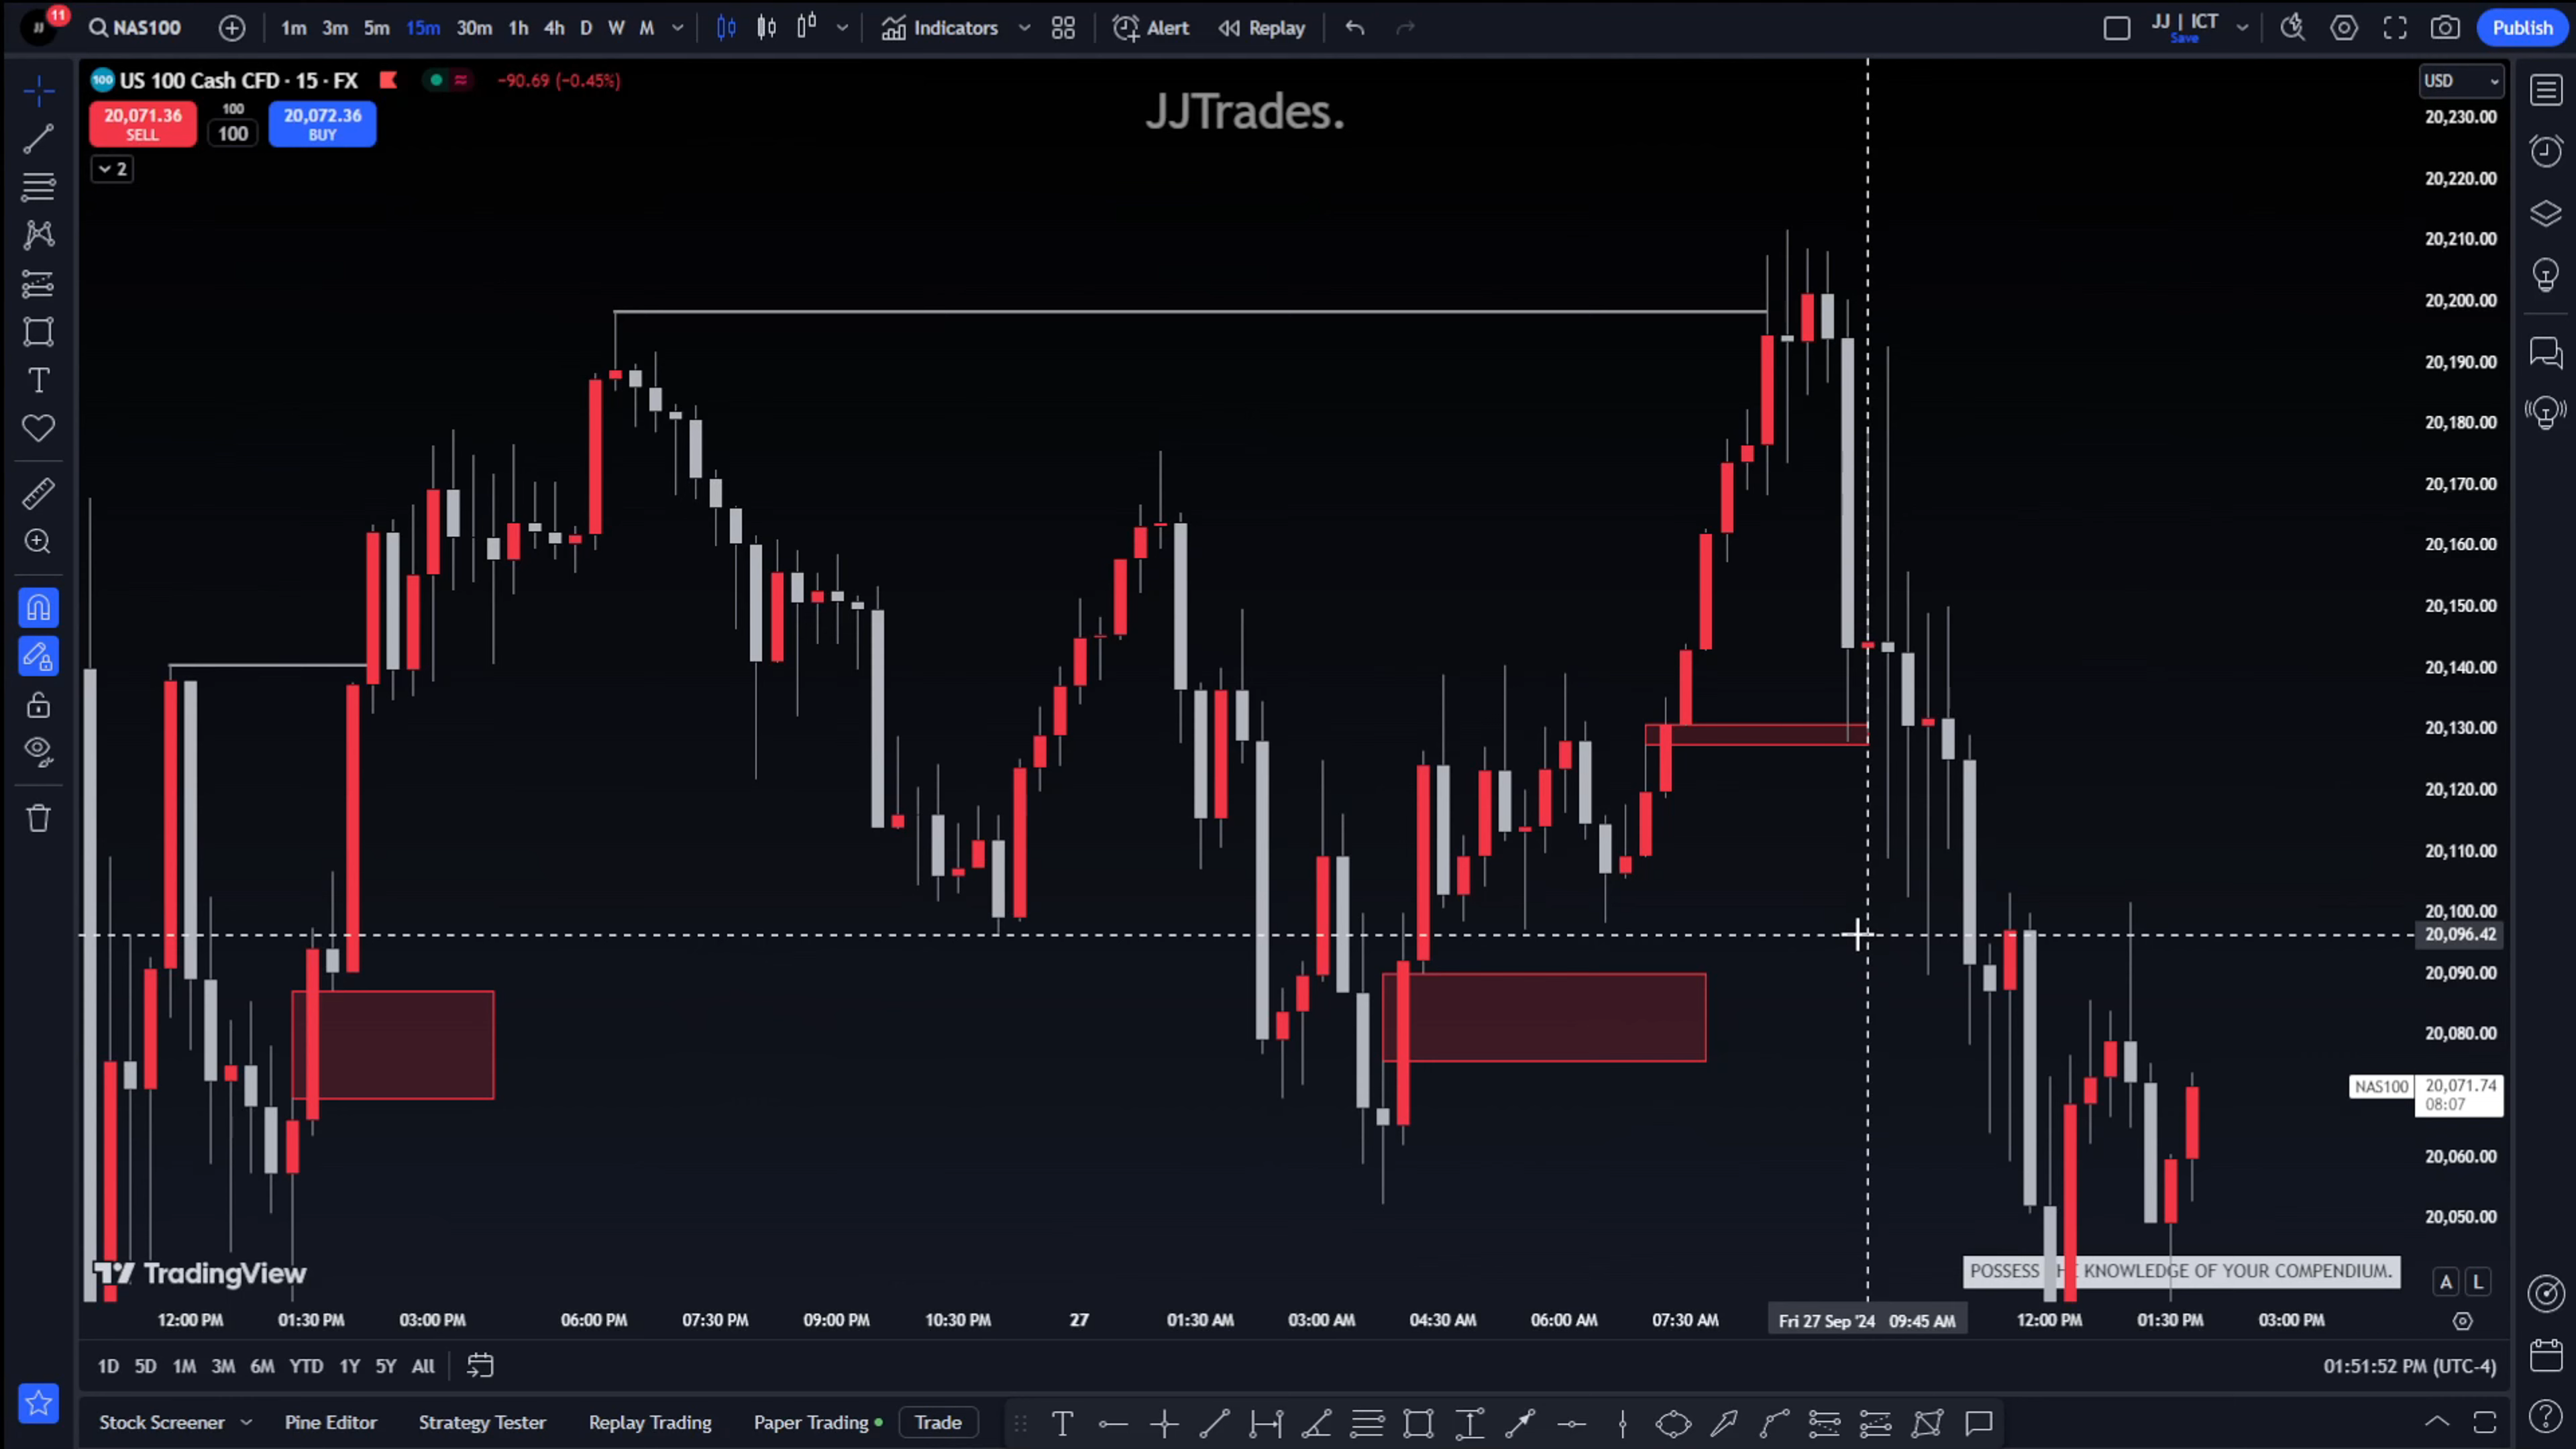 11
JJ NAS100 1m 3m 5m 15m 30m 1h 4h D W M Indicators Alert Replay JJ | ICT Save Publish
100 US 100 Cash CFD · 15 · FX −90.69 (−0.45%) USD
JJTrades.
20,071.36 SELL 100 100 20,072.36 BUY
2
20,230.00
20,220.00
20,210.00
20,200.00
20,190.00
20,180.00
20,170.00
20,160.00
20,150.00
20,140.00
20,130.00
20,120.00
20,110.00
20,100.00
20,096.42
20,090.00
20,080.00
NAS100 20,071.74
08:07
20,060.00
20,050.00
TradingView
POSSESS KNOWLEDGE OF YOUR COMPENDIUM. A L
12:00 PM 01:30 PM 03:00 PM 06:00 PM 07:30 PM 09:00 PM 10:30 PM 27 01:30 AM 03:00 AM 04:30 AM 06:00 AM 07:30 AM Fri 27 Sep '24 09:45 AM 12:00 PM 01:30 PM 03:00 PM
1D 5D 1M 3M 6M YTD 1Y 5Y All 01:51:52 PM (UTC-4)
Stock Screener Pine Editor Strategy Tester Replay Trading Paper Trading Trade